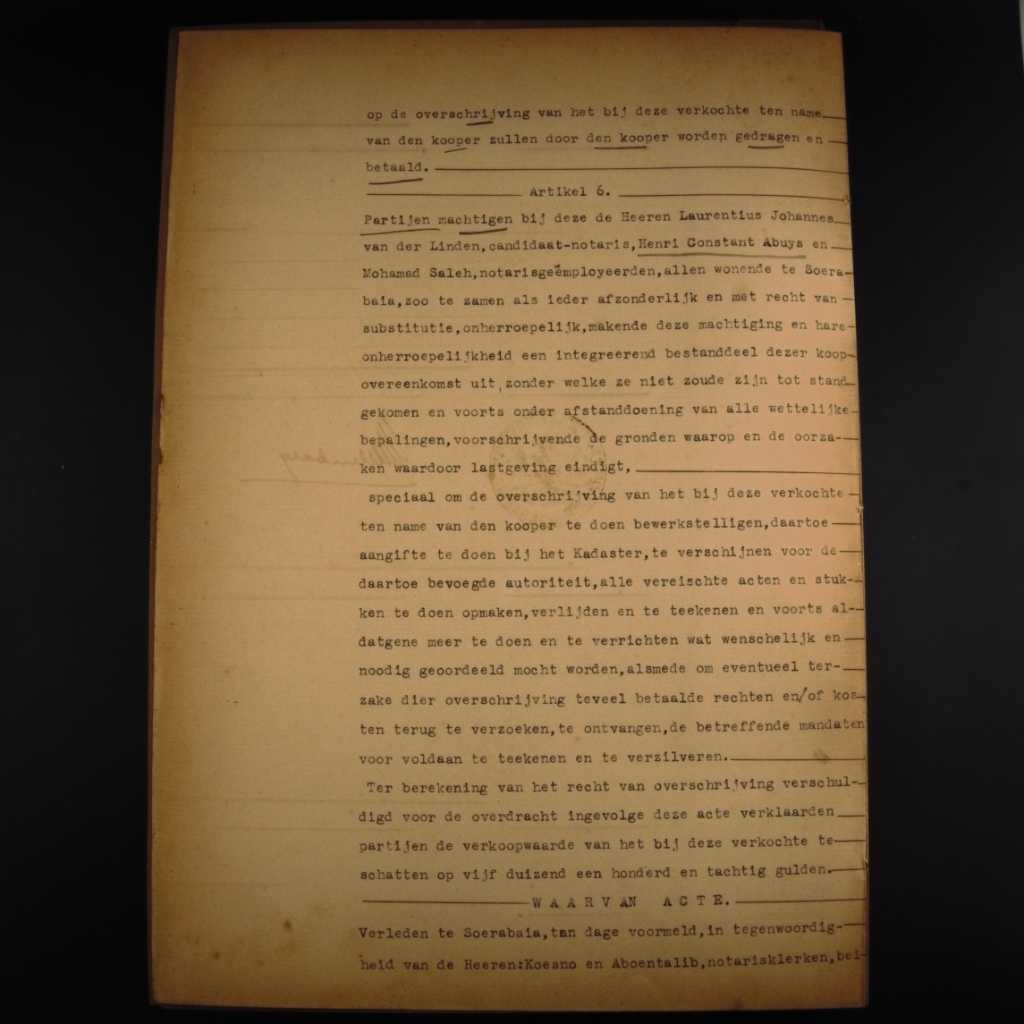 op de overschrijving van het bij deze verkochte ten name
van den kooper zullen door den kooper worden gedragen en
betaald.
Artikel 6.
Partijen machtigen bij deze de Heeren Laurentius Johannes
van der Linden,candidaat-notaris,Henri Constant Abuys en
Mohamad Saleh,notarisgeëmployeerden,allen wonende te Soera-
baia,zoo te zamen als ieder afzonderlijk en met recht van
substitutie,onherroepelijk,makende deze machtiging en hare
onherroepelijkheid een integreerend bestanddeel dezer koop-
overeenkomst uit,zonder welke ze niet zoude zijn tot stand
gekomen en voorts onder afstanddoening van alle wettelijke
bepalingen,voorschrijvende de gronden waarop en de oorza-
ken waardoor lastgeving eindigt,
speciaal om de overschrijving van het bij deze verkochte
ten name van den kooper te doen bewerkstelligen,daartoe
aangifte te doen bij het Kadaster,te verschijnen voor de
daartoe bevoegde autoriteit,alle vereischte acten en stuk-
ken te doen opmaken,verlijden en te teekenen en voorts al
datgene meer te doen en te verrichten wat wenschelijk en
noodig geoordeeld mocht worden,alsmede om eventueel ter-
zake dier overschrijving teveel betaalde rechten en/of kos-
ten terug te verzoeken,te ontvangen,de betreffende mandaten
voor voldaan te teekenen en te verzilveren.
Ter berekening van het recht van overschrijving verschul-
digd voor de overdracht ingevolge deze acte verklaarden
partijen de verkoopwaarde van het bij deze verkochte te
schatten op vijf duizend een honderd en tachtig gulden.
WAARVAN ACTE.
Verleden te Soerabaia,tan dage voormeld,in tegenwoordig-
heid van de Heeren:Koesno en Aboentalib,notarisklerken,bei-